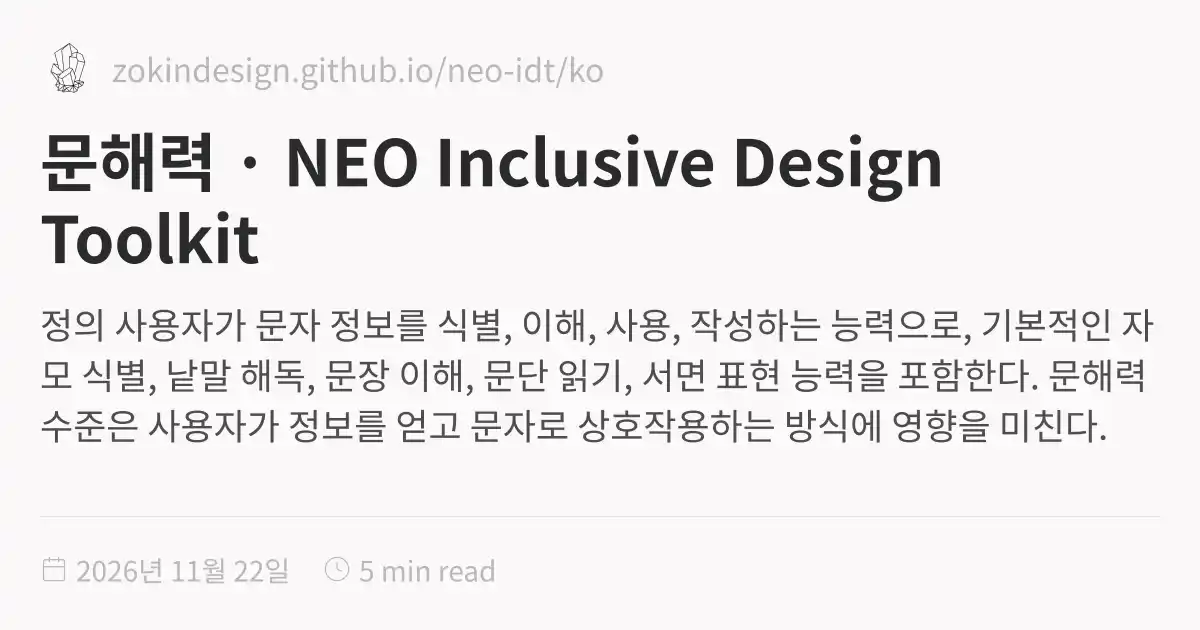 zokindesign.github.io/neo-idt/ko
문해력 · NEO Inclusive Design
Toolkit
정의 사용자가 문자 정보를 식별, 이해, 사용, 작성하는 능력으로, 기본적인 자
모 식별, 낱말 해독, 문장 이해, 문단 읽기, 서면 표현 능력을 포함한다. 문해력
수준은 사용자가 정보를 얻고 문자로 상호작용하는 방식에 영향을 미친다.
2026년 11월 22일 5 min read